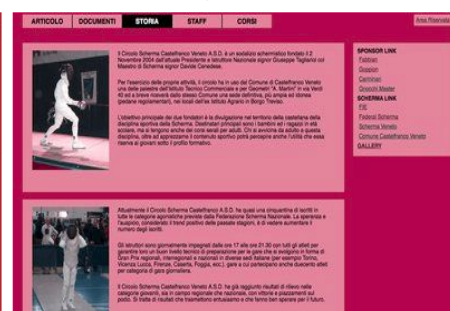 ARTICOLO DOCUMENTI STORIA STAFF CORSI
Area Riservata
Il Circolo Scherma Castelfranco Veneto A.S.D. è un sodalizio schermistico fondato il 2
Novembre 2004 dall'attuale Presidente e Istruttore Nazionale signor Giuseppe Tagliariol col
Maestro di Scherma signor Davide Canedese.
Per l'esercizio delle proprie attività, il circolo ha in uso dal Comune di Castelfranco Veneto
una delle palestre dell'Istituto Tecnico Commerciale e per Geometri "A. Martini" in via Verdi
40 ed a breve riceverà dallo stesso Comune una sede definitiva, più ampia ed idonea
(pedane regolamentari), nei locali dell'ex Istituto Agrario in Borgo Treviso.
L'obiettivo principale dei due fondatori è la divulgazione nel territorio della castellana della
disciplina sportiva della Scherma. Destinatari principali sono i bambini ed i ragazzi in età
scolare, ma si tengono anche dei corsi serali per adulti. Chi si avvicina da adulto a questa
disciplina, oltre ad apprezzarne il contenuto sportivo potrà percepire anche l'utilità che essa
riserva ai giovani sotto il profilo formativo.
SPONSOR LINK
Fabbian
Goppion
SCHERMA LINK
FIE
Federal Scherma
Scherma Veneto
Comune Castelfranco Veneto
GALLERY
Attualmente il Circolo Scherma Castelfranco Veneto A.S.D. ha quasi una cinquantina di iscritti in
tutte le categorie agonistiche previste dalla Federazione Scherma Nazionale. La speranza e
l'auspicio, considerato il trend positivo delle passate stagioni, è di vedere aumentare il
numero degli iscritti.
Gli istruttori sono giornalmente impegnati dalle ore 17 alle ore 21.30 con tutti gli atleti per
garantire loro un buon livello tecnico di preparazione per le gare che si svolgono in forma di
Gran Prix regionali, interregionali e nazionali in diverse sedi italiane (per esempio Torino,
Vicenza Lucca, Firenze, Caserta, Foggia, ecc.), gare a cui partecipano anche duecento atleti
per categoria di gara giornaliera.
Il Circolo Scherma Castelfranco Veneto A.S.D. ha già raggiunto risultati di rilievo nelle
categorie giovanili, sia in campo regionale che nazionale, con vittorie e piazzamenti sul
podio. Si tratta di risultati che trasmettono entusiasmo e che fanno ben sperare per il futuro.